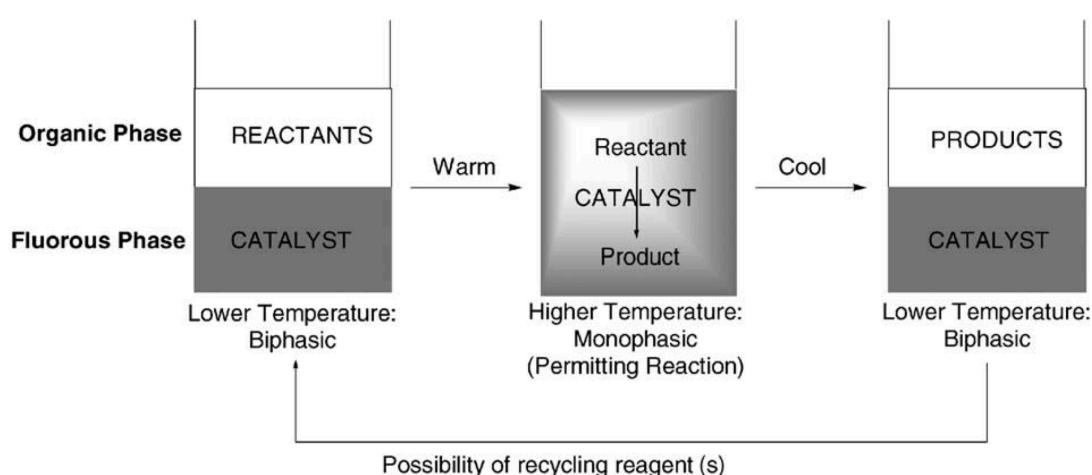 Organic Phase
REACTANTS
Fluorous Phase
CATALYST
Lower Temperature:
Biphasic
Warm
Reactant
CATALYST
Product
Higher Temperature:
Monophasic
(Permitting Reaction)
Cool
PRODUCTS
CATALYST
Lower Temperature:
Biphasic
Possibility of recycling reagent (s)